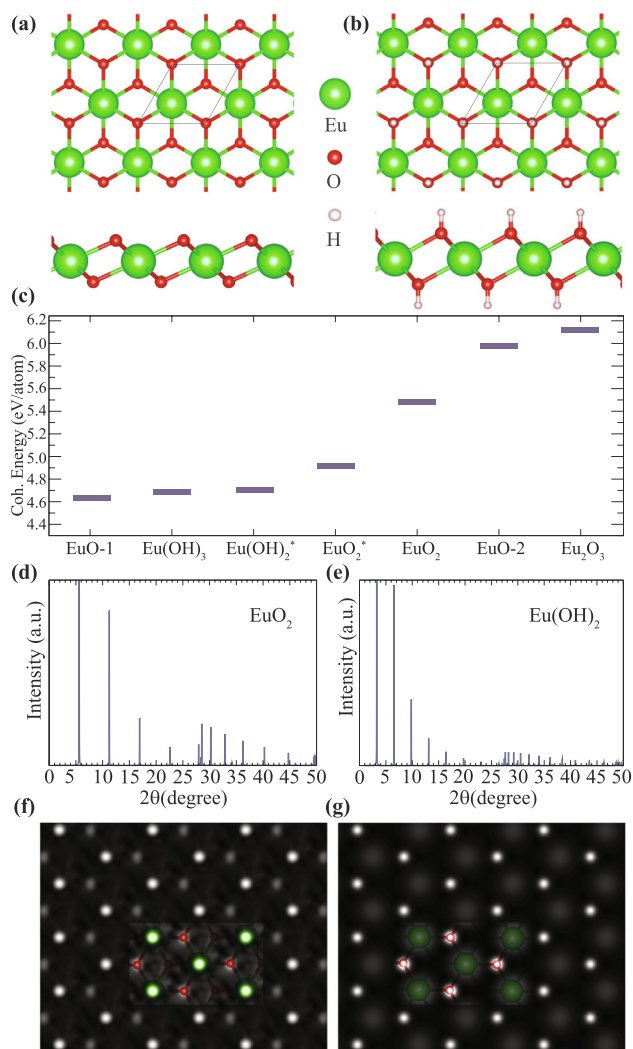 (a)
(b)
Eu
O
H
(c)
Coh. Energy (eV/atom)
6.2
6.0
5.8
5.6
5.4
5.2
5.0
4.8
4.6
4.4
EuO-1 Eu(OH)₃ Eu(OH)₂* EuO₂* EuO₂ EuO-2 Eu₂O₃
(d)
Intensity (a.u.)
EuO₂
0 5 10 15 20 25 30 35 40 45 50
2θ(degree)
(e)
Intensity (a.u.)
Eu(OH)₂
0 5 10 15 20 25 30 35 40 45 50
2θ(degree)
(f)
(g)